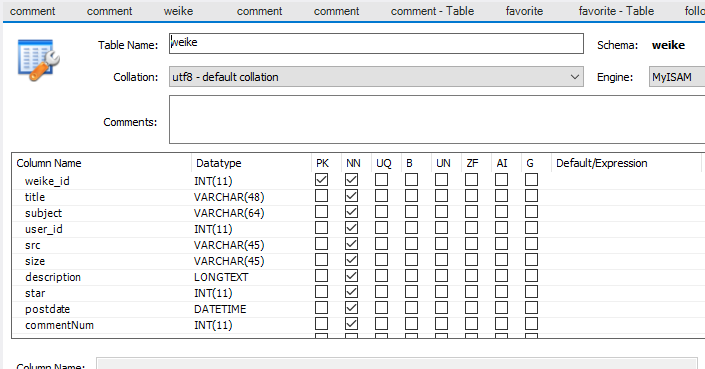 comment comment weike comment comment comment - Table favorite favorite - Table follo
Table Name: weike Schema: weike
Collation: utf8 - default collation Engine: MyISAM
Comments:
Column Name Datatype PK NN UQ B UN ZF AI G Default/Expression
weike_id INT(11)
title VARCHAR(48)
subject VARCHAR(64)
user_id INT(11)
src VARCHAR(45)
size VARCHAR(45)
description LONGTEXT
star INT(11)
postdate DATETIME
commentNum INT(11)
Column Name: